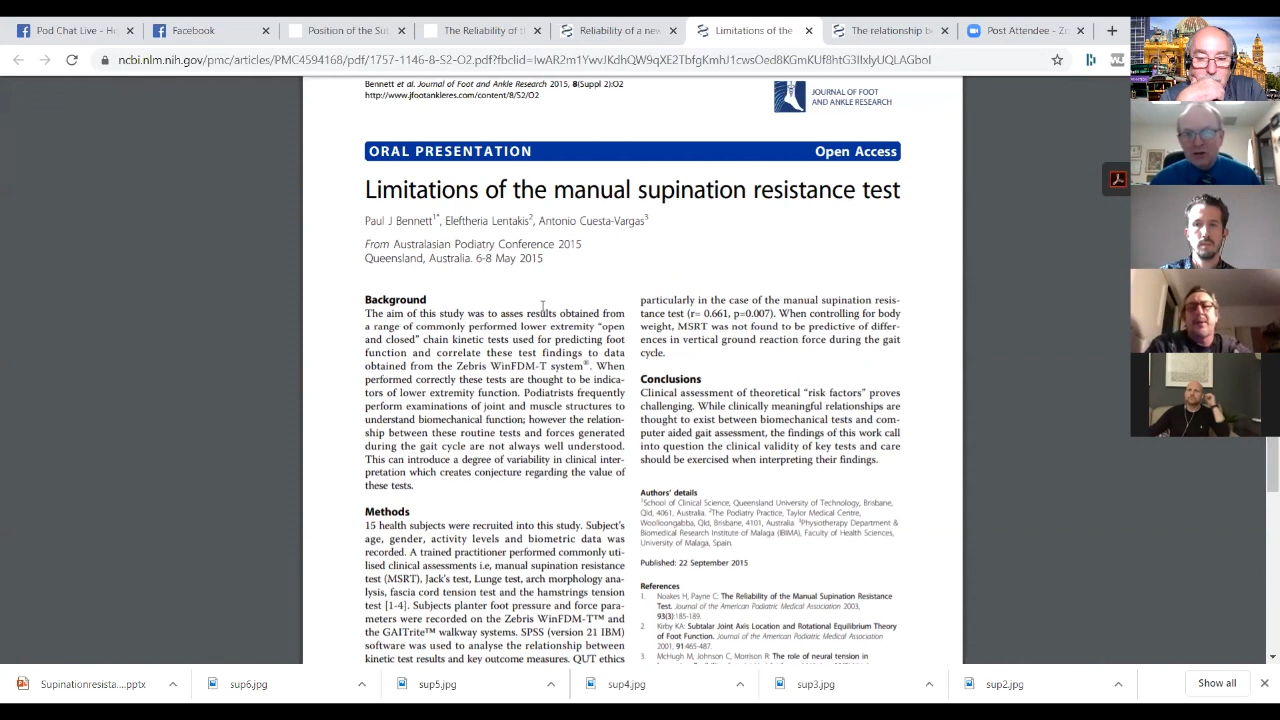 Pod Chat Live - H
Facebook
Position of the Su
The Reliability of t
Reliability of a new
Limitations of the
The relationship b
Post Attendee - Z
Bennett et al. Journal of Foot and Ankle Research 2015, 8(Suppl 2):O2
http://www.jfootankleres.com/content/8/S2/O2
JOURNAL OF FOOT
AND ANKLE RESEARCH
ORAL PRESENTATION
Open Access
Limitations of the manual supination resistance test
Paul J Bennett1*, Eleftheria Lentakis2, Antonio Cuesta-Vargas3
From Australasian Podiatry Conference 2015
Queensland, Australia. 6-8 May 2015
Background
The aim of this study was to asses results obtained from
a range of commonly performed lower extremity “open
and closed” chain kinetic tests used for predicting foot
function and correlate these test findings to data
obtained from the Zebris WinFDM-T system®. When
performed correctly these tests are thought to be indica-
tors of lower extremity function. Podiatrists frequently
perform examinations of joint and muscle structures to
understand biomechanical function; however the relation-
ship between these routine tests and forces generated
during the gait cycle are not always well understood.
This can introduce a degree of variability in clinical inter-
pretation which creates conjecture regarding the value of
these tests.
Methods
15 health subjects were recruited into this study. Subject’s
age, gender, activity levels and biometric data was
recorded. A trained practitioner performed commonly uti-
lised clinical assessments i.e, manual supination resistance
test (MSRT), Jack’s test, Lunge test, arch morphology ana-
lysis, fascia cord tension test and the hamstrings tension
test [1-4]. Subjects planter foot pressure and force para-
meters were recorded on the Zebris WinFDM-T™ and
the GAITRite™ walkway systems. SPSS (version 21 IBM)
software was used to analyse the relationship between
kinetic test results and key outcome measures. QUT ethics
particularly in the case of the manual supination resis-
tance test (r= 0.661, p=0.007). When controlling for body
weight, MSRT was not found to be predictive of differ-
ences in vertical ground reaction force during the gait
cycle.
Conclusions
Clinical assessment of theoretical “risk factors” proves
challenging. While clinically meaningful relationships are
thought to exist between biomechanical tests and com-
puter aided gait assessment, the findings of this work call
into question the clinical validity of key tests and care
should be exercised when interpreting their findings.
Authors’ details
1School of Clinical Science, Queensland University of Technology, Brisbane,
Qld, 4061, Australia. 2The Podiatry Practice, Taylor Medical Centre,
Woolloongabba, Qld, Brisbane, 4101, Australia. 3Physiotherapy Department &
Biomedical Research Institute of Malaga (IBIMA), Faculty of Health Sciences,
University of Malaga, Spain.
Published: 22 September 2015
References
1. Noakes H, Payne C: The Reliability of the Manual Supination Resistance
Test. Journal of the American Podiatric Medical Association 2003,
93(3):185-189.
2. Kirby KA: Subtalar Joint Axis Location and Rotational Equilibrium Theory
of Foot Function. Journal of the American Podiatric Medical Association
2001, 91:465-487.
3. McHugh M, Johnson C, Morrison R: The role of neural tension in
Supinationresista....pptx
sup6.jpg
sup5.jpg
sup4.jpg
sup3.jpg
sup2.jpg
Show all